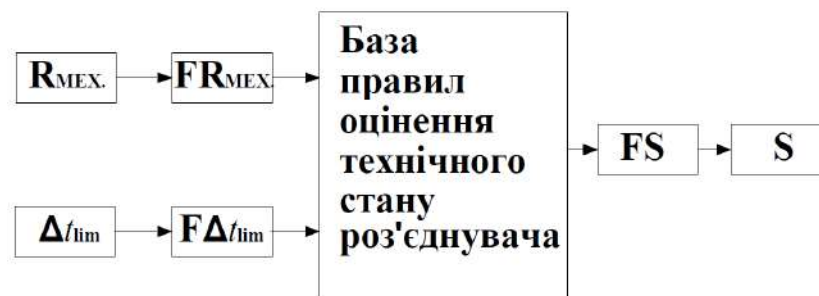 Rмех.
FRмех.
База
правил
оцінення
технічного
стану
роз'єднувача
FS
S
Δtlim
FΔtlim